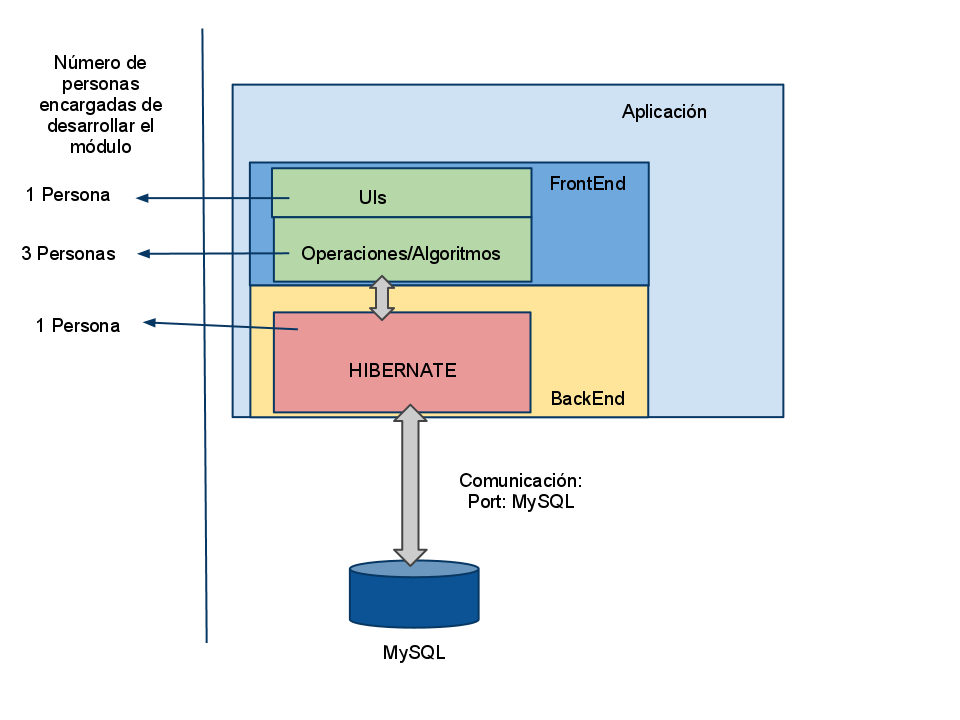 Número de
personas
encargadas de
desarrollar el
módulo
Aplicación
1 Persona
UIs
FrontEnd
3 Personas
Operaciones/Algoritmos
1 Persona
HIBERNATE
BackEnd
Comunicación:
Port: MySQL
MySQL